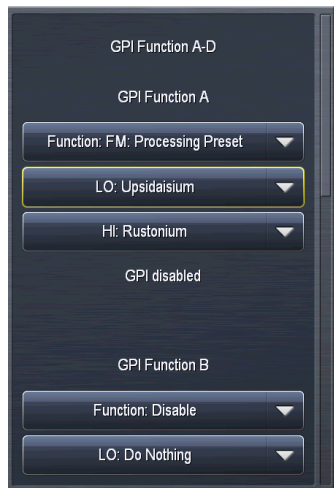 GPI Function A-D
GPI Function A
Function: FM: Processing Preset
LO: Upsidaisium
HI: Rustonium
GPI disabled
GPI Function B
Function: Disable
LO: Do Nothing